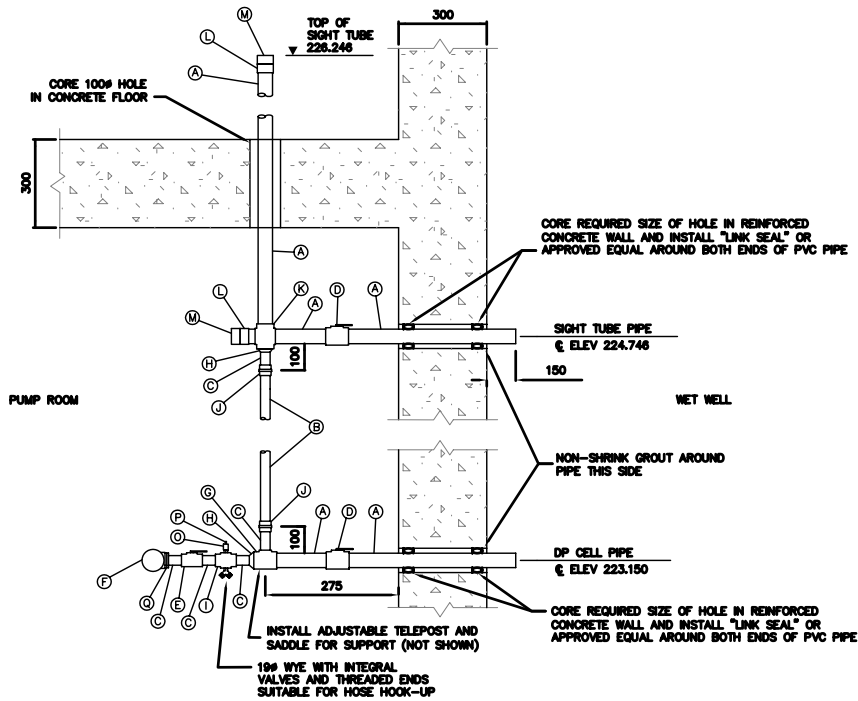 M
TOP OF
SIGHT TUBE
226.246
300
L
A
CORE 100ø HOLE
IN CONCRETE FLOOR
300
CORE REQUIRED SIZE OF HOLE IN REINFORCED
CONCRETE WALL AND INSTALL "LINK SEAL" OR
APPROVED EQUAL AROUND BOTH ENDS OF PVC PIPE
A
L
K
A
D
A
M
SIGHT TUBE PIPE
℄ ELEV 224.746
H
100
C
150
J
PUMP ROOM
WET WELL
B
NON-SHRINK GROUT AROUND
PIPE THIS SIDE
G
C
J
H
P
A
D
A
O
100
DP CELL PIPE
℄ ELEV 223.150
F
Q
E
I
C
275
C
C
CORE REQUIRED SIZE OF HOLE IN REINFORCED
CONCRETE WALL AND INSTALL "LINK SEAL" OR
APPROVED EQUAL AROUND BOTH ENDS OF PVC PIPE
INSTALL ADJUSTABLE TELEPOST AND
SADDLE FOR SUPPORT (NOT SHOWN)
19ø WYE WITH INTEGRAL
VALVES AND THREADED ENDS
SUITABLE FOR HOSE HOOK-UP